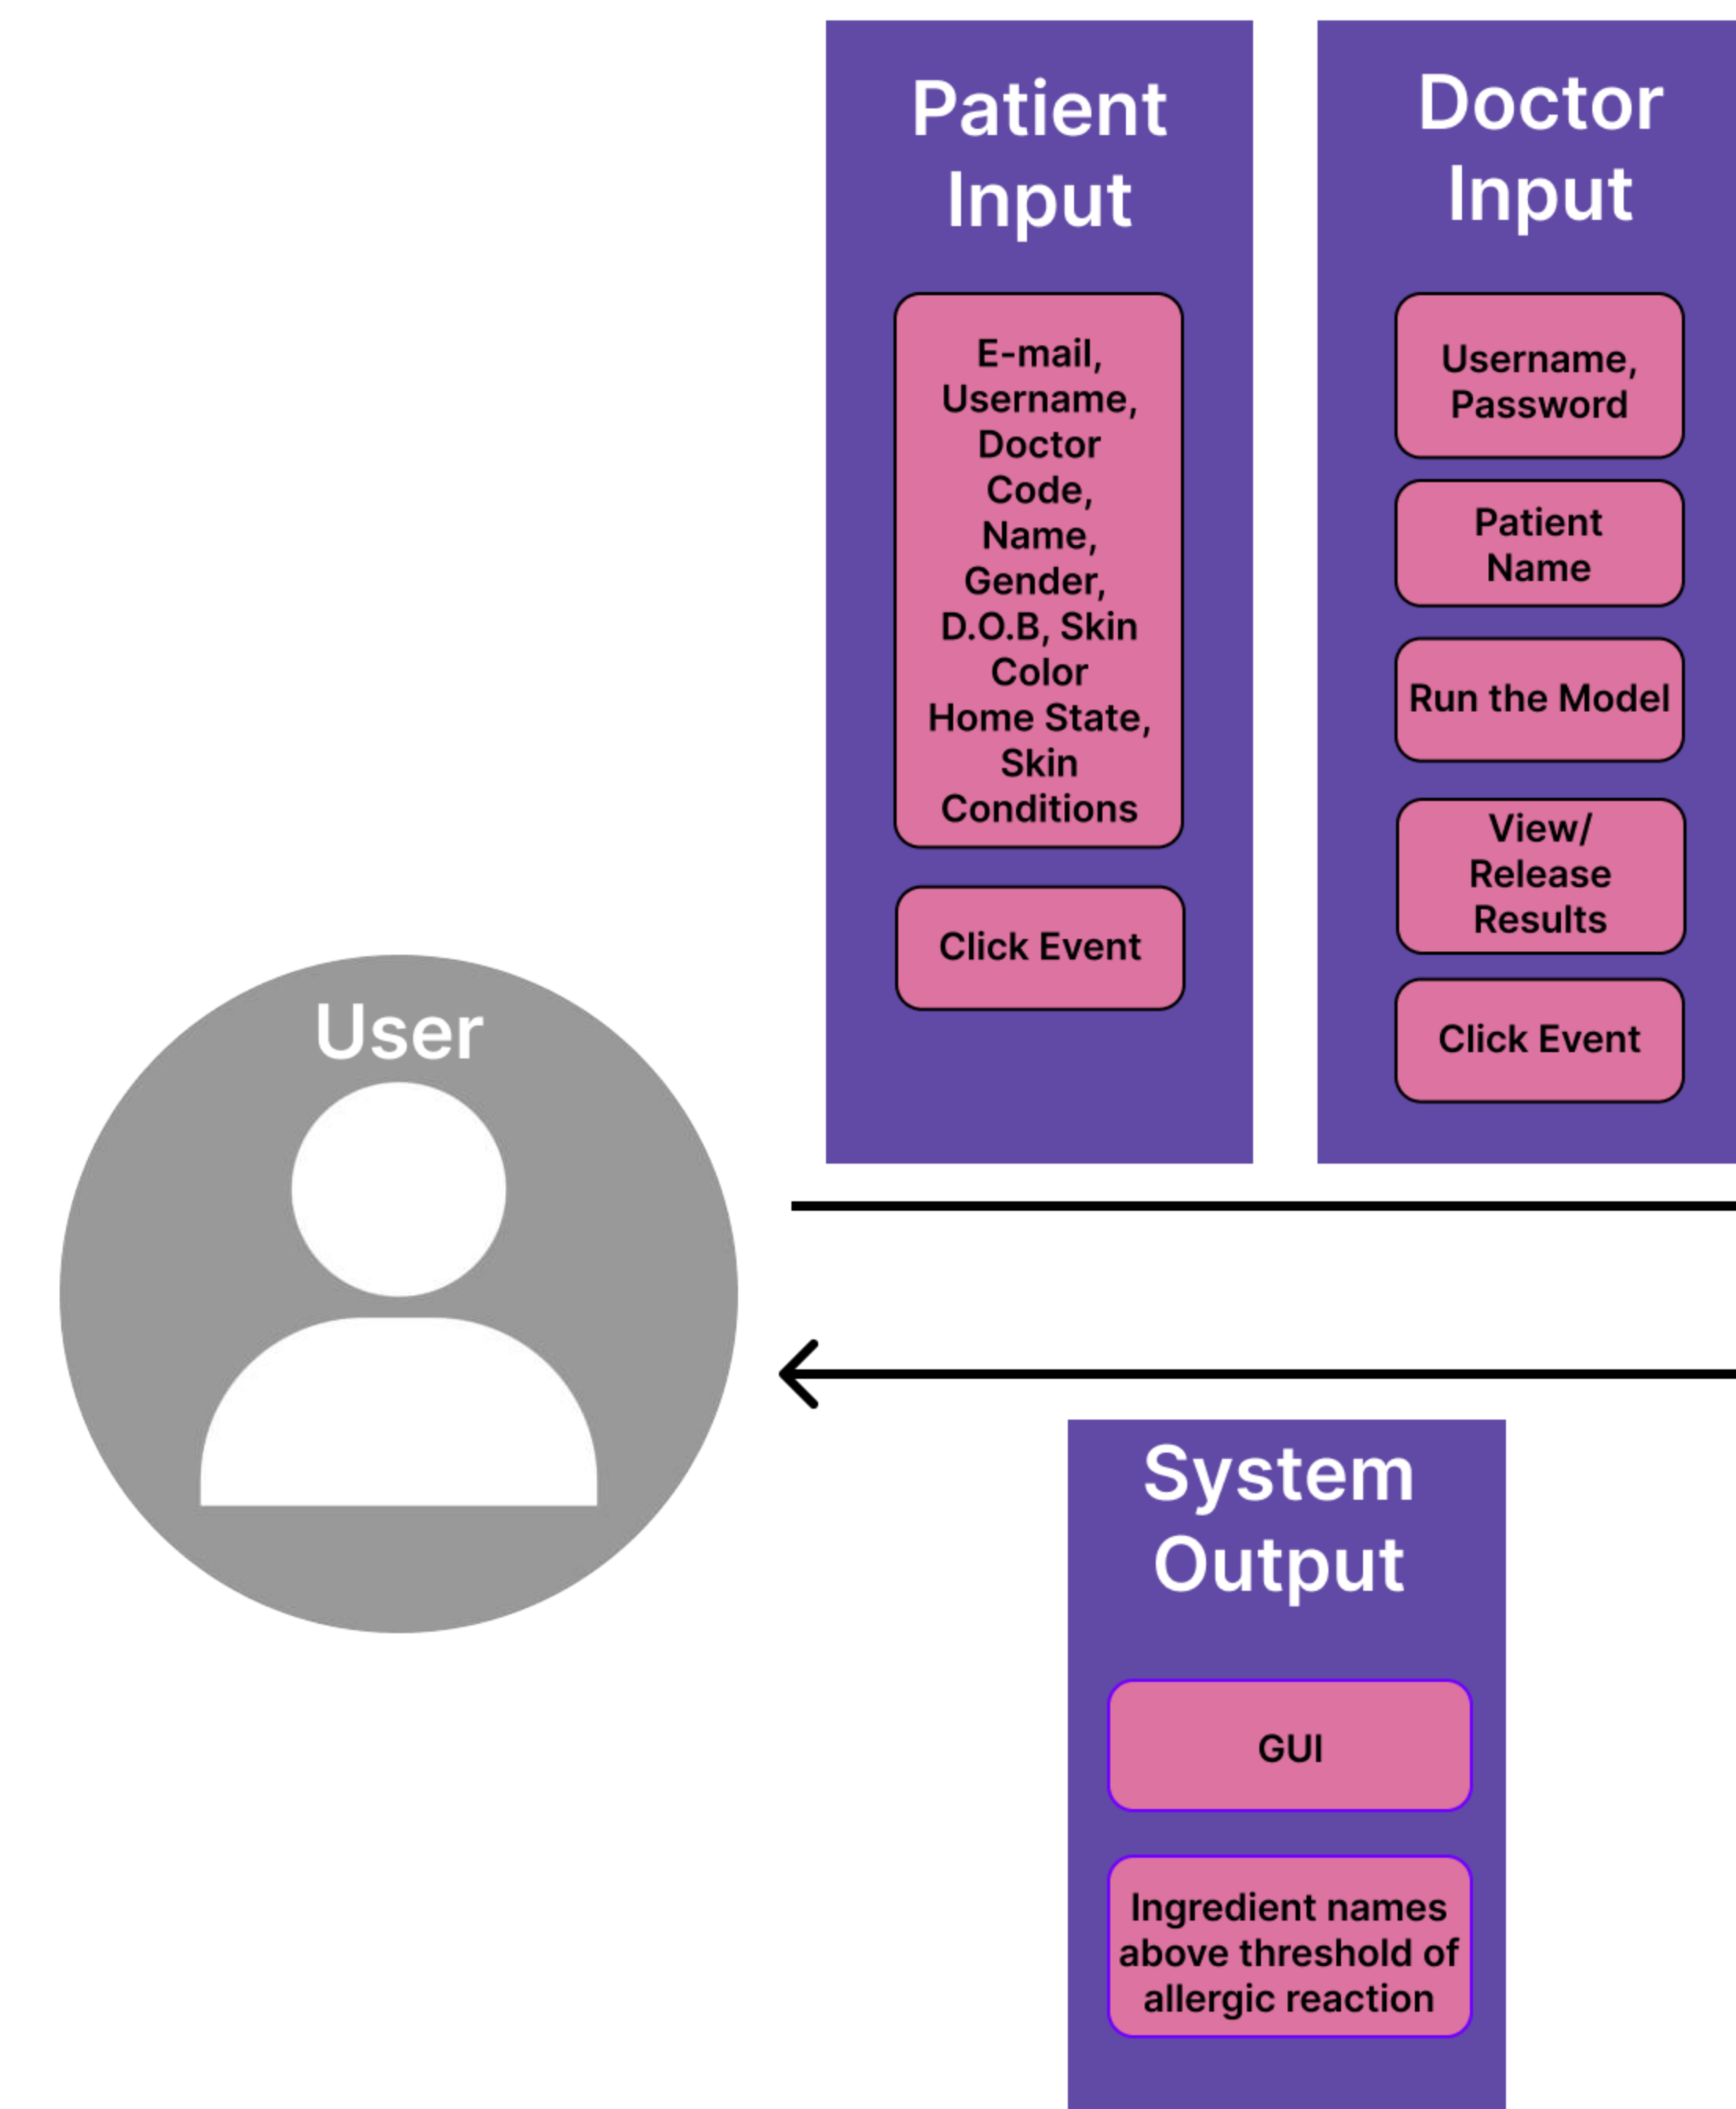 Patient
Input
E-mail,
Username,
Doctor
Code,
Name,
Gender,
D.O.B, Skin
Color
Home State,
Skin
Conditions
Click Event
Doctor
Input
Username,
Password
Patient
Name
Run the Model
View/
Release
Results
Click Event
User
System
Output
GUI
Ingredient names
above threshold of
allergic reaction